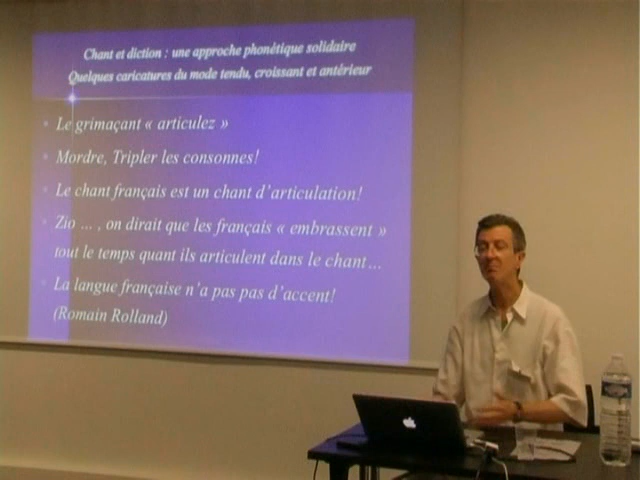 Chant et diction : une approche phonétique solidaire
Quelques caricatures du mode tendu, croissant et antérieur
Le grimaçant « articulez »
Mordre, Tripler les consonnes!
Le chant français est un chant d'articulation!
Zio ... , on dirait que les français « embrassent »
tout le temps quant ils articulent dans le chant...
La langue française n'a pas pas d'accent!
(Romain Rolland)